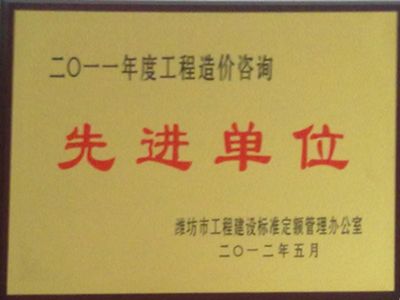 二〇一一年度工程造价咨询
先进单位
潍坊市工程建设标准定额管理办公室
二〇一二年五月